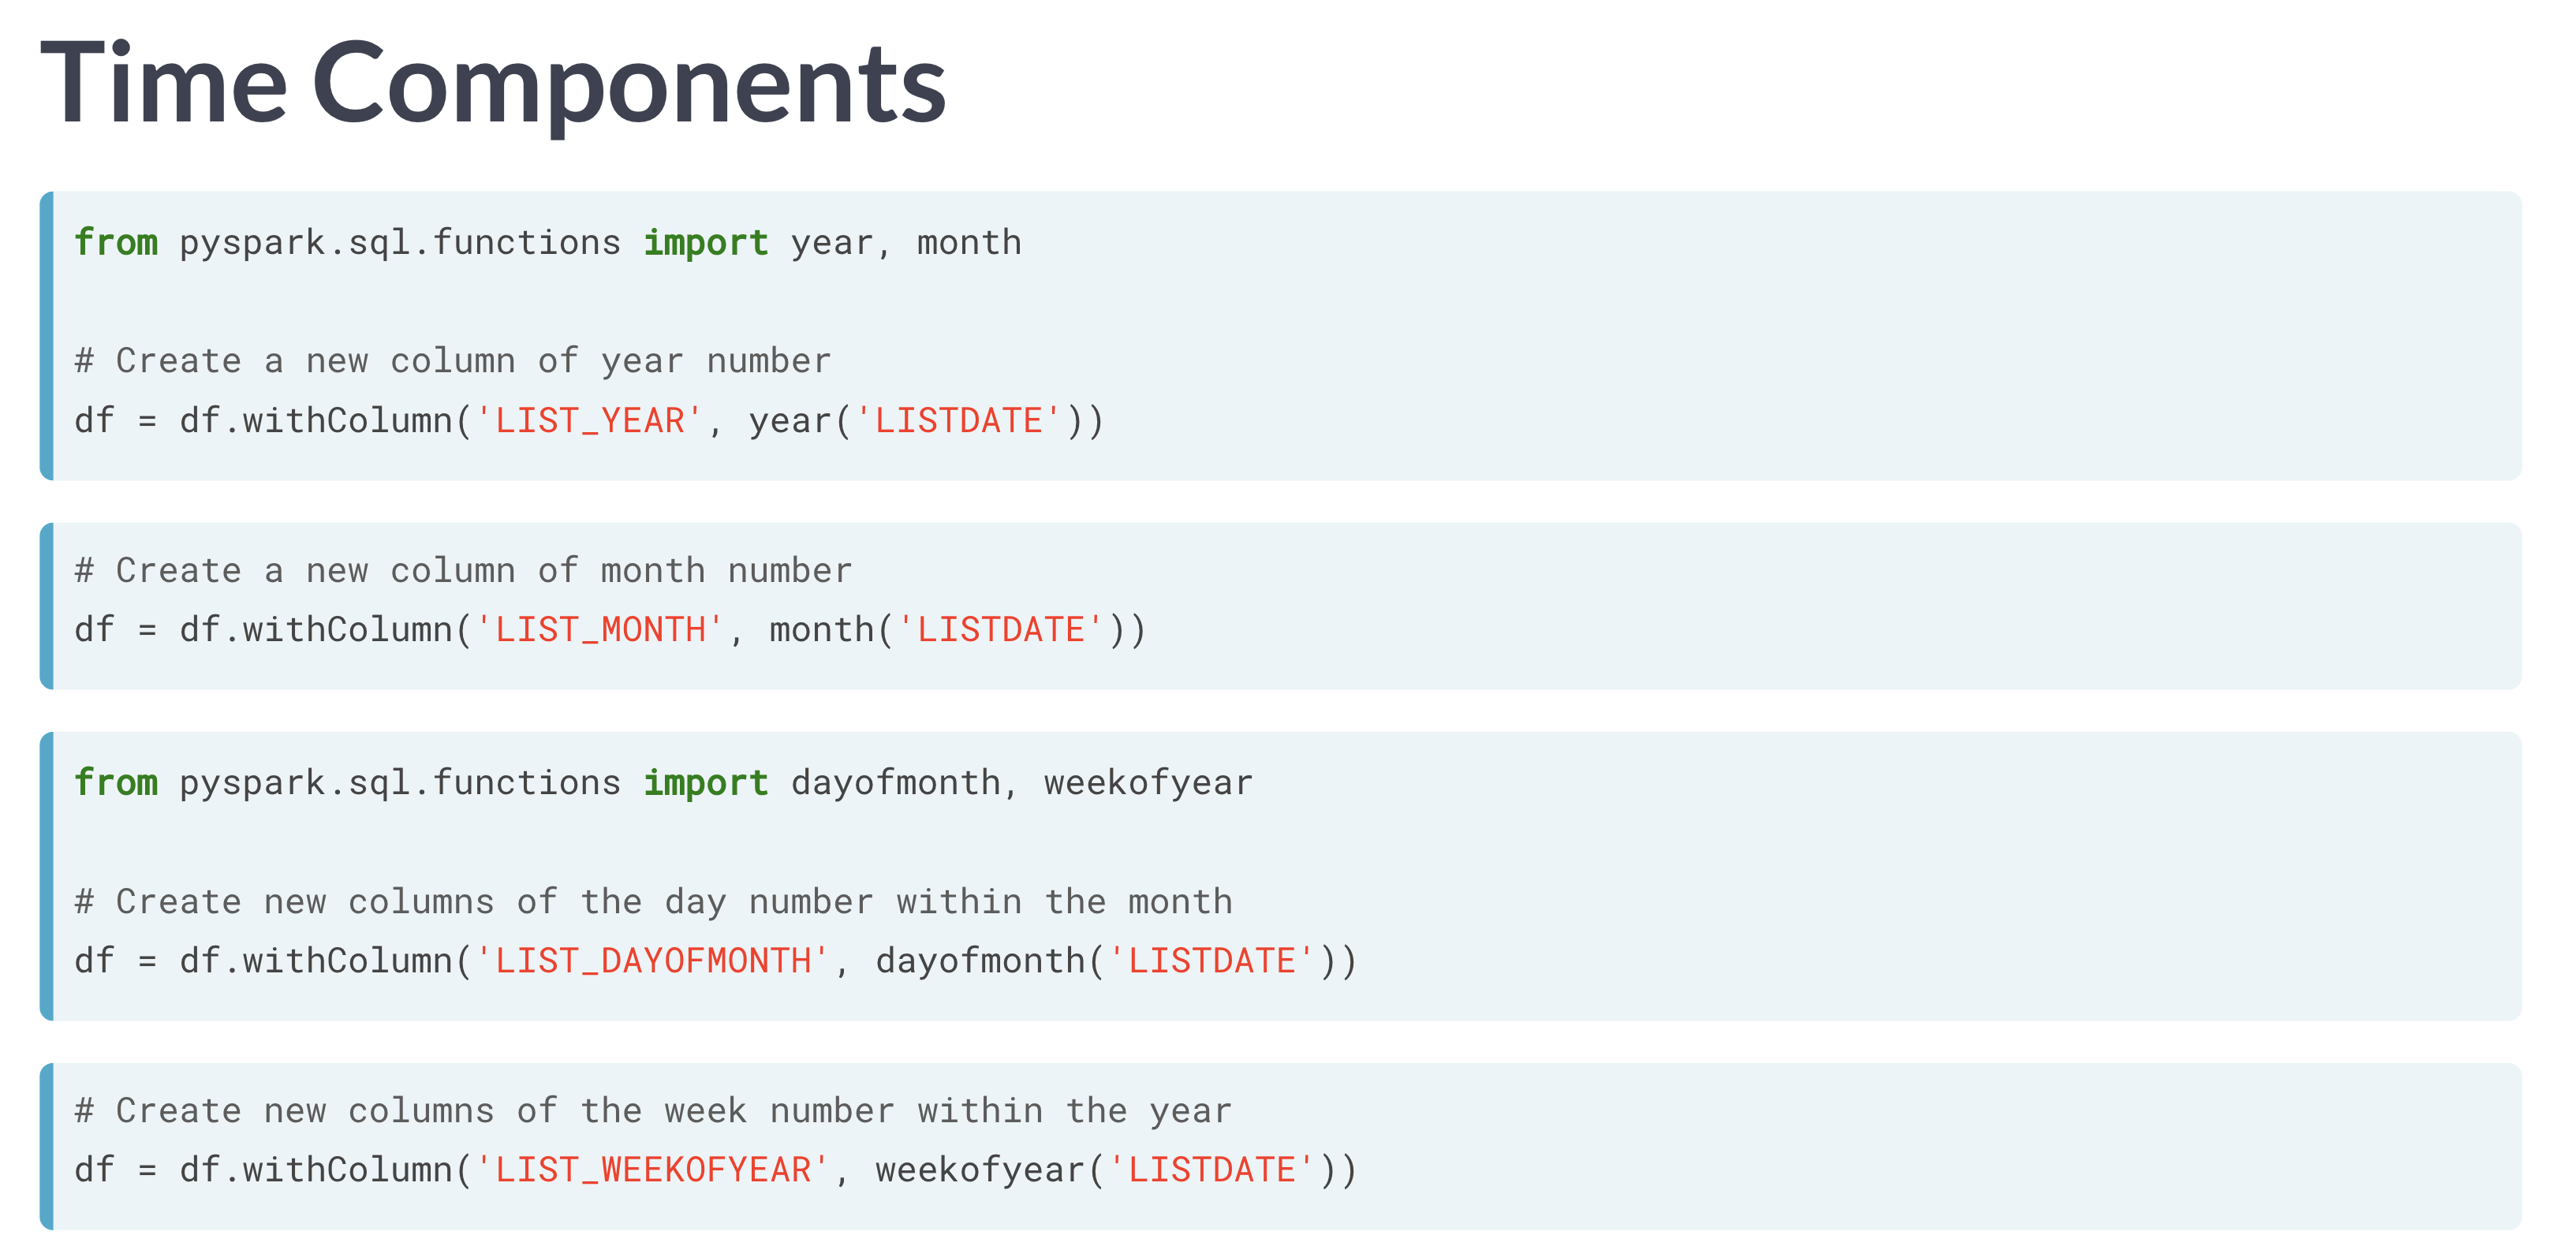 Time Components
from pyspark.sql.functions import year, month
# Create a new column of year number
df = df.withColumn('LIST_YEAR', year('LISTDATE'))
# Create a new column of month number
df = df.withColumn('LIST_MONTH', month('LISTDATE'))
from pyspark.sql.functions import dayofmonth, weekofyear
# Create new columns of the day number within the month
df = df.withColumn('LIST_DAYOFMONTH', dayofmonth('LISTDATE'))
# Create new columns of the week number within the year
df = df.withColumn('LIST_WEEKOFYEAR', weekofyear('LISTDATE'))